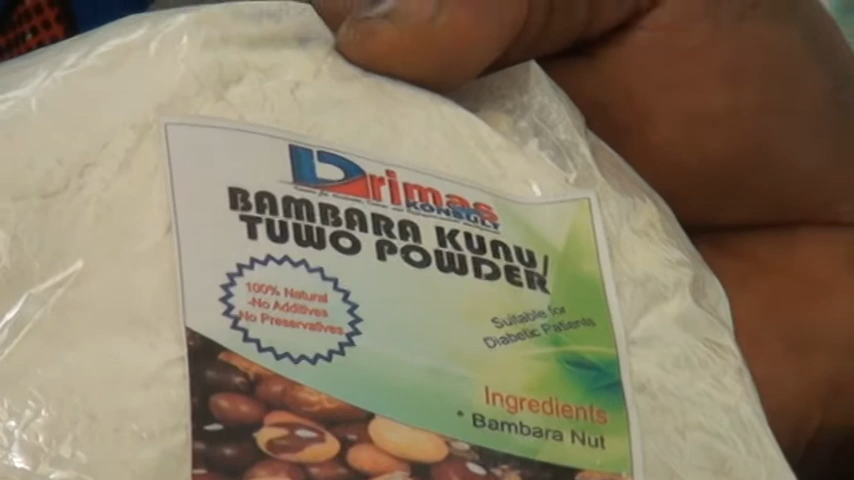 Drimas
KONSULT
BAMBARA KUNU/
TUWO POWDER
100% Natural
-No Additives
No Preservatives
Suitable for
Diabetic Patients
Ingredients
* Bambara Nut